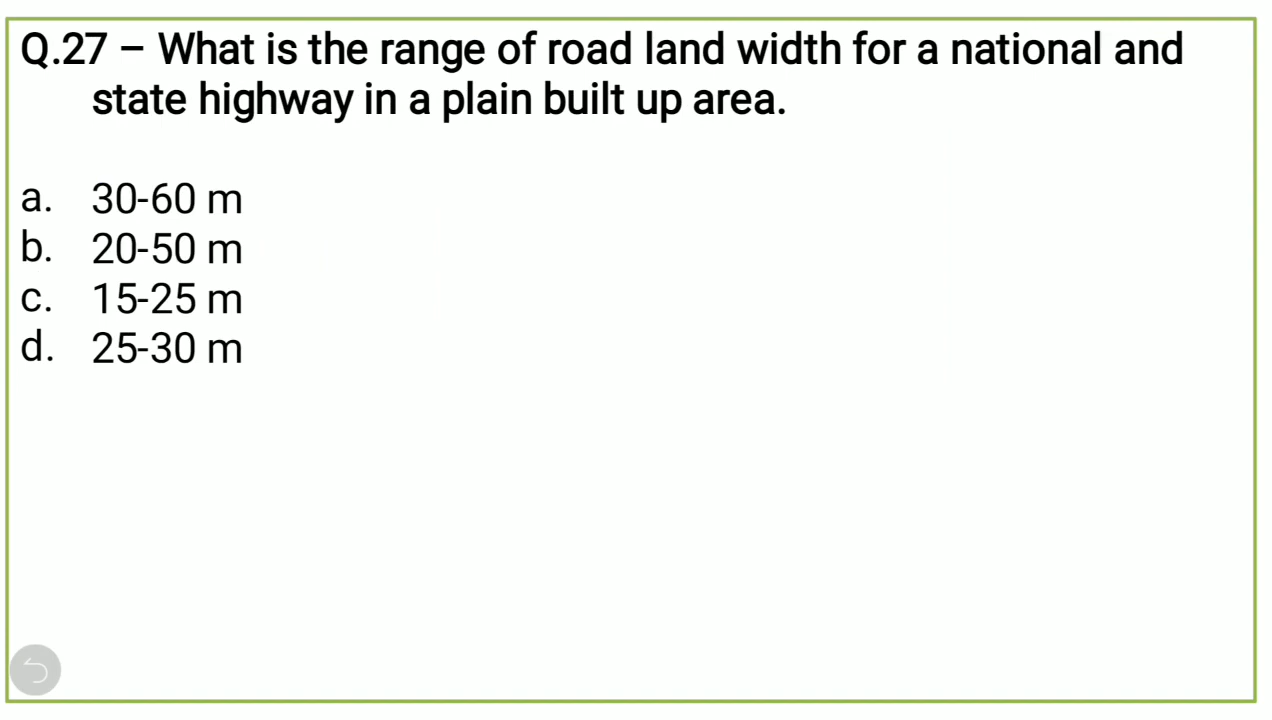 Q.27 – What is the range of road land width for a national and
state highway in a plain built up area.
a. 30-60 m
b. 20-50 m
c. 15-25 m
d. 25-30 m